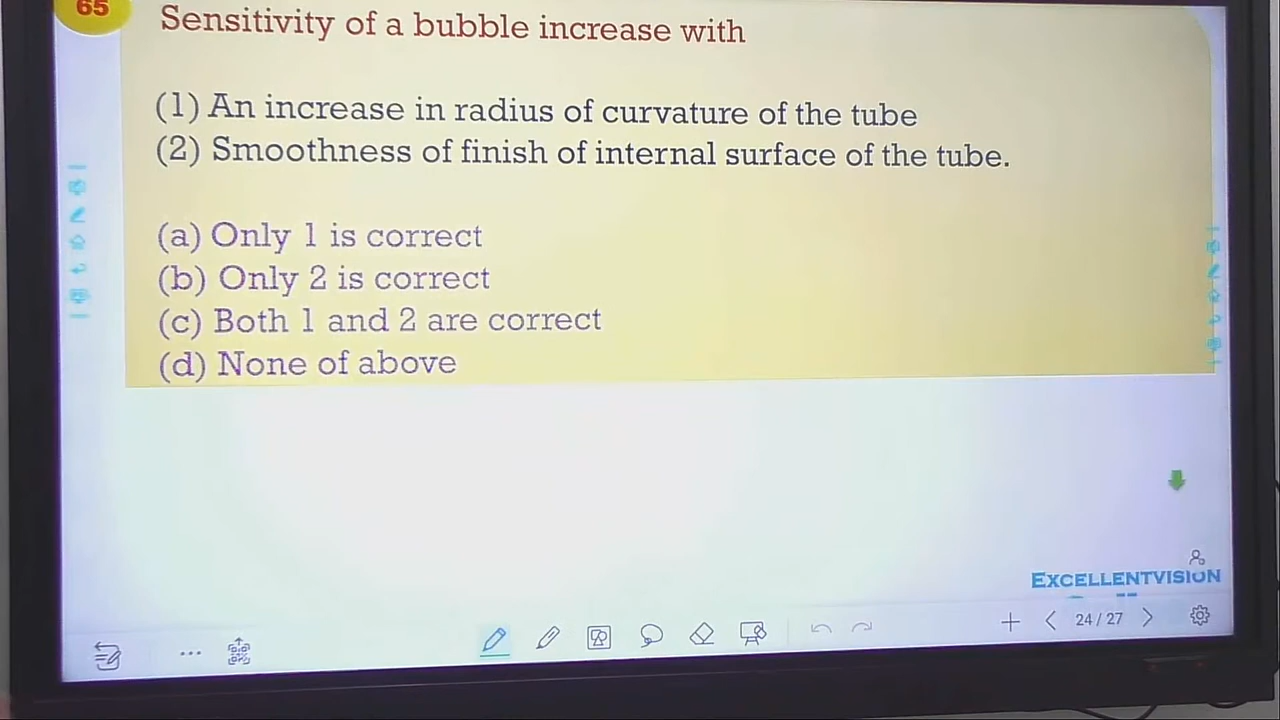 65
Sensitivity of a bubble increase with
(1) An increase in radius of curvature of the tube
(2) Smoothness of finish of internal surface of the tube.
(a) Only 1 is correct
(b) Only 2 is correct
(c) Both 1 and 2 are correct
(d) None of above
EXCELLENTVISION
24/27